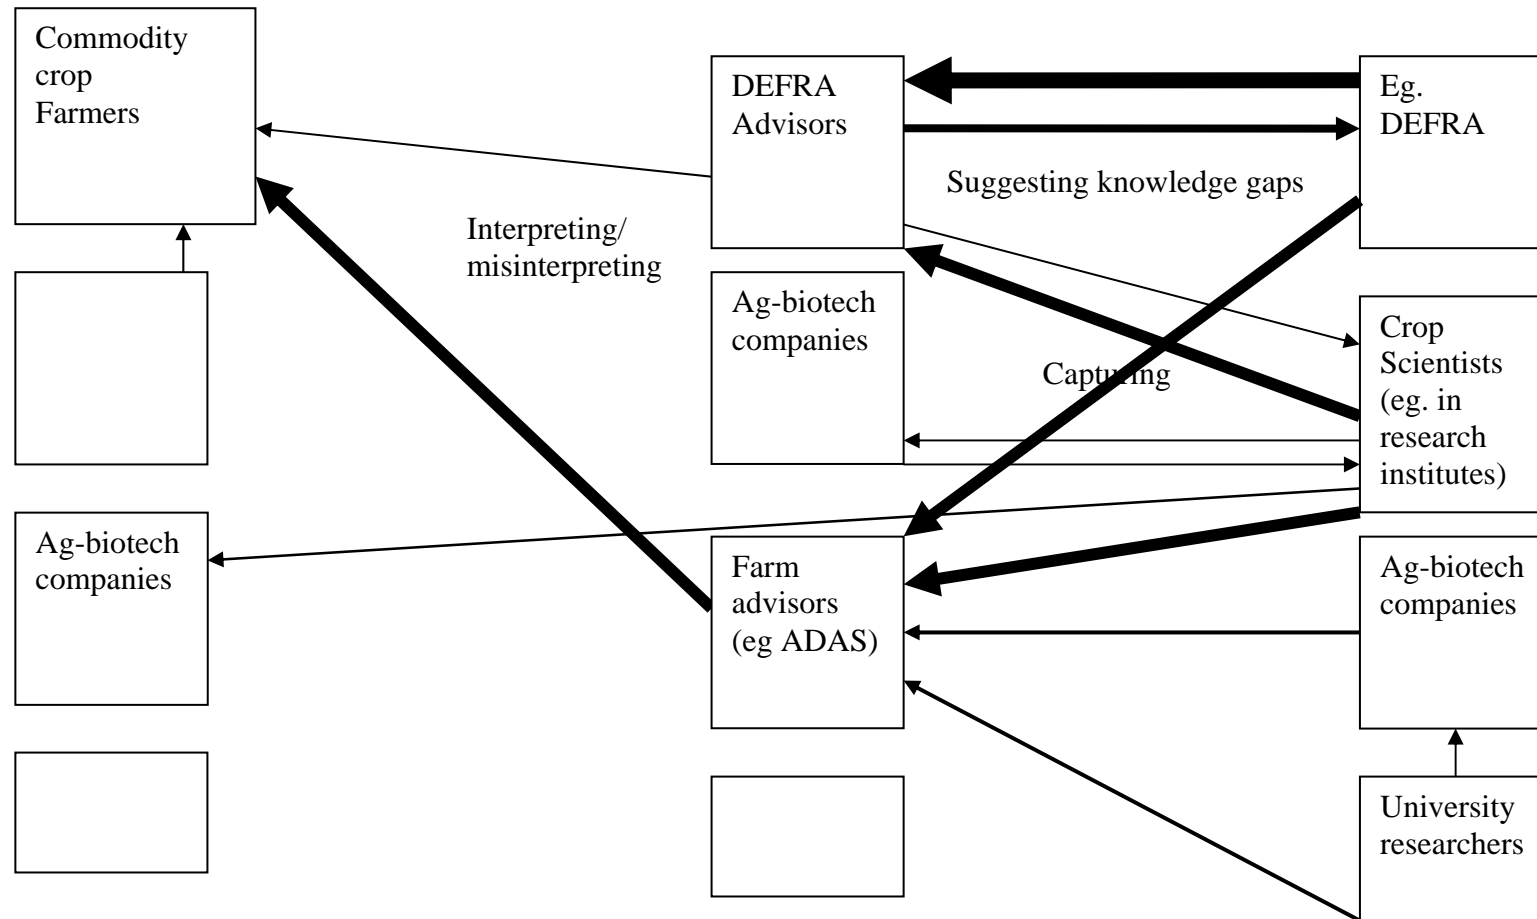 Commodity
crop
Farmers
DEFRA
Advisors
Eg.
DEFRA
Suggesting knowledge gaps
Interpreting/
misinterpreting
Ag-biotech
companies
Capturing
Crop
Scientists
(eg. in
research
institutes)
Ag-biotech
companies
Farm
advisors
(eg ADAS)
Ag-biotech
companies
University
researchers